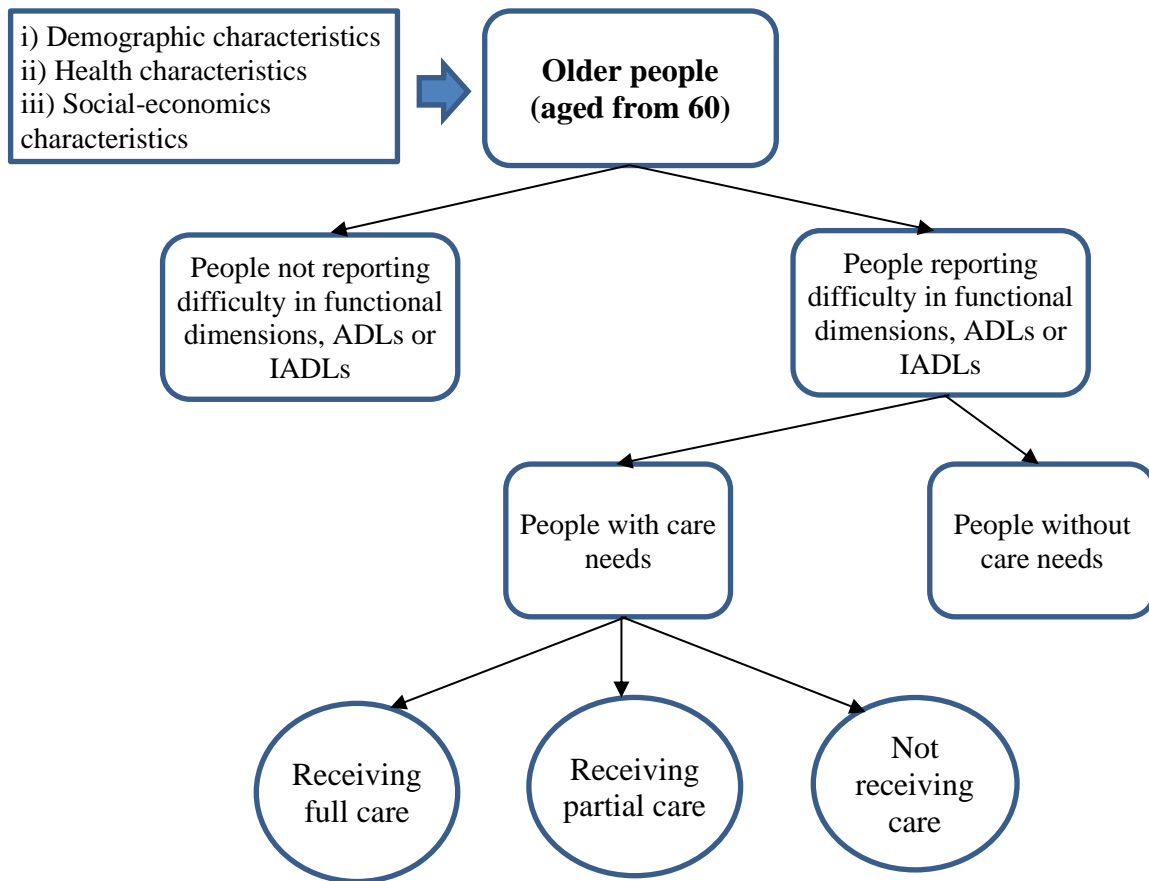 i) Demographic characteristics
ii) Health characteristics
iii) Social-economics
characteristics
Older people
(aged from 60)
People not reporting
difficulty in functional
dimensions, ADLs or
IADLs
People reporting
difficulty in functional
dimensions, ADLs or
IADLs
People with care
needs
People without
care needs
Receiving
full care
Receiving
partial care
Not
receiving
care